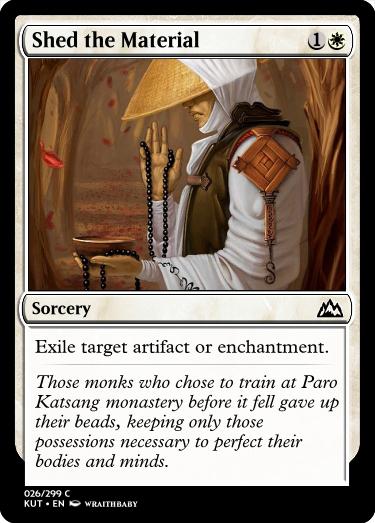 Shed the Material 1
Sorcery
Exile target artifact or enchantment.
Those monks who chose to train at Paro
Katsang monastery before it fell gave up
their beads, keeping only those
possessions necessary to perfect their
bodies and minds.
026/299 C
KUT • EN WRAITHBABY